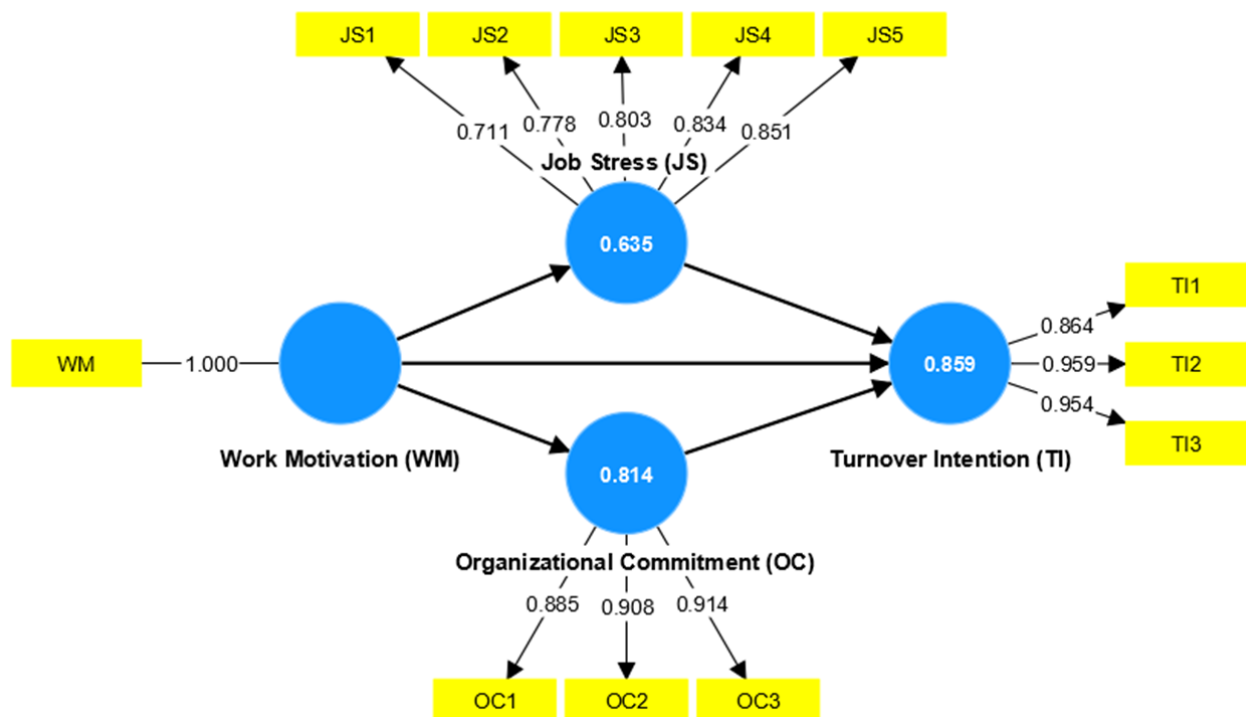 JS1
JS2
JS3
JS4
JS5
0.711
0.778
0.803
0.834
0.851
Job Stress (JS)
0.635
WM
1.000
Work Motivation (WM)
0.859
Turnover Intention (TI)
0.864
0.959
0.954
TI1
TI2
TI3
0.814
Organizational Commitment (OC)
0.885
0.908
0.914
OC1
OC2
OC3